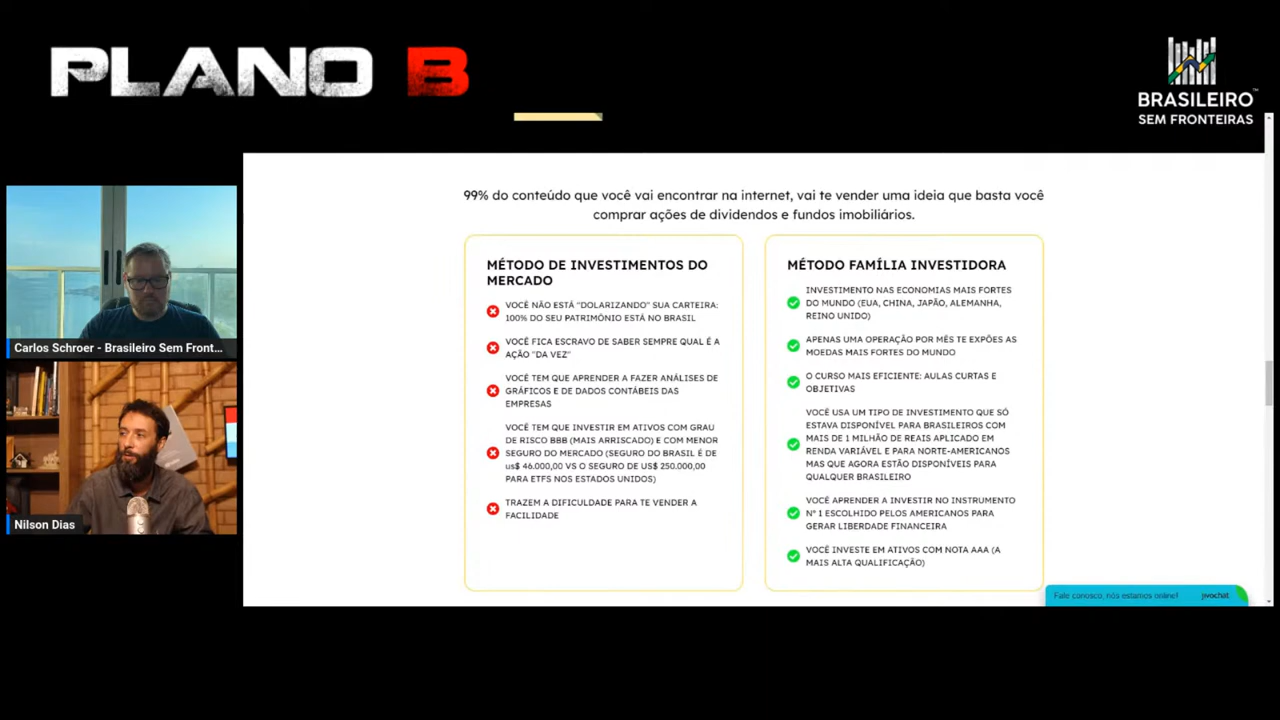 PLANO B
BRASILEIRO
SEM FRONTEIRAS
99% do conteúdo que você vai encontrar na internet, vai te vender uma ideia que basta você
comprar ações de dividendos e fundos imobiliários.
MÉTODO DE INVESTIMENTOS DO
MERCADO
VOCÊ NÃO ESTÁ "DOLARIZANDO" SUA CARTEIRA:
100% DO SEU PATRIMÔNIO ESTÁ NO BRASIL
VOCÊ FICA ESCRAVO DE SABER SEMPRE QUAL É A
AÇÃO "DA VEZ"
VOCÊ TEM QUE APRENDER A FAZER ANÁLISES DE
GRÁFICOS E DE DADOS CONTÁBEIS DAS
EMPRESAS
VOCÊ TEM QUE INVESTIR EM ATIVOS COM GRAU
DE RISCO BBB (MAIS ARRISCADO) E COM MENOR
SEGURO DO MERCADO (SEGURO DO BRASIL É DE
us$ 46.000,00 VS O SEGURO DE US$ 250.000,00
PARA ETFS NOS ESTADOS UNIDOS)
TRAZEM A DIFICULDADE PARA TE VENDER A
FACILIDADE
MÉTODO FAMÍLIA INVESTIDORA
INVESTIMENTO NAS ECONOMIAS MAIS FORTES
DO MUNDO (EUA, CHINA, JAPÃO, ALEMANHA,
REINO UNIDO)
APENAS UMA OPERAÇÃO POR MÊS TE EXPÕES AS
MOEDAS MAIS FORTES DO MUNDO
O CURSO MAIS EFICIENTE: AULAS CURTAS E
OBJETIVAS
VOCÊ USA UM TIPO DE INVESTIMENTO QUE SÓ
ESTAVA DISPONÍVEL PARA BRASILEIROS COM
MAIS DE 1 MILHÃO DE REAIS APLICADO EM
RENDA VARIÁVEL E PARA NORTE-AMERICANOS
MAS QUE AGORA ESTÃO DISPONÍVEIS PARA
QUALQUER BRASILEIRO
VOCÊ APRENDER A INVESTIR NO INSTRUMENTO
Nº 1 ESCOLHIDO PELOS AMERICANOS PARA
GERAR LIBERDADE FINANCEIRA
VOCÊ INVESTE EM ATIVOS COM NOTA AAA (A
MAIS ALTA QUALIFICAÇÃO)
Carlos Schroer - Brasileiro Sem Front...
Nilson Dias
Fale conosco, nós estamos online!
jivochat